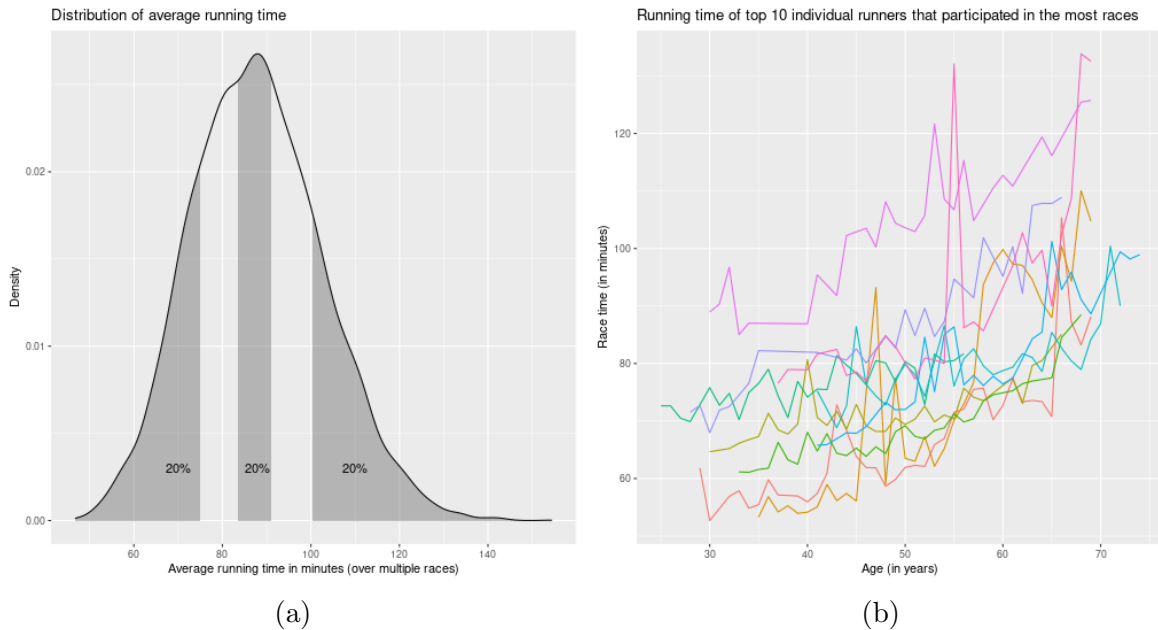 Distribution of average running time
Density
0.02
0.01
0.00
20%
20%
20%
60
80
100
120
140
Average running time in minutes (over multiple races)
(a)
Running time of top 10 individual runners that participated in the most races
Race time (in minutes)
120
100
80
60
30
40
50
60
70
Age (in years)
(b)